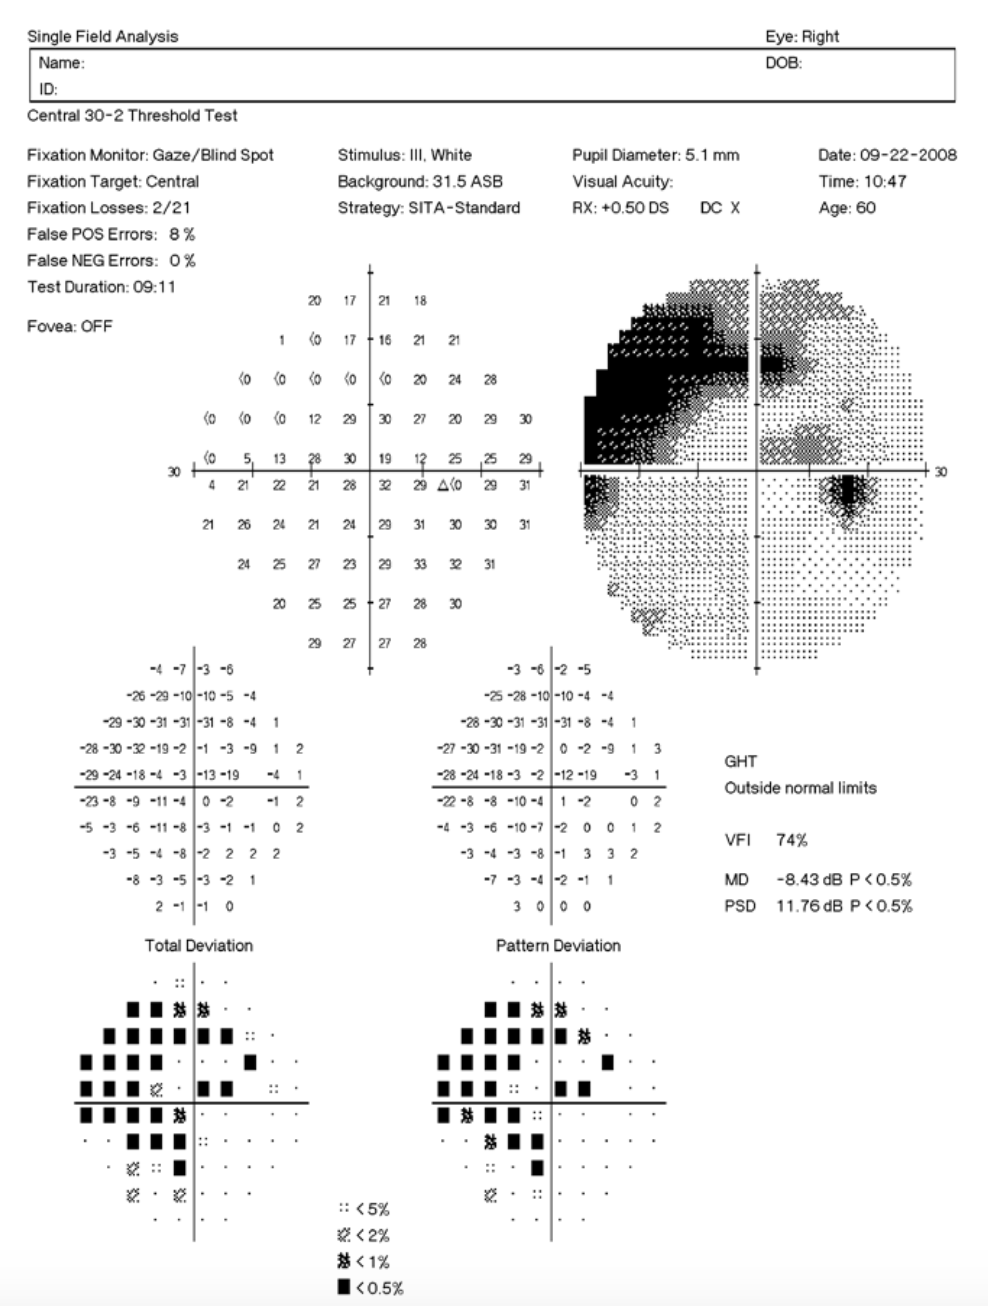 Single Field Analysis Eye: Right
Name: DOB:
ID:
Central 30-2 Threshold Test
Fixation Monitor: Gaze/Blind Spot Stimulus: III, White Pupil Diameter: 5.1 mm Date: 09-22-2008
Fixation Target: Central Background: 31.5 ASB Visual Acuity: Time: 10:47
Fixation Losses: 2/21 Strategy: SITA-Standard RX: +0.50 DS DC X Age: 60
False POS Errors: 8 %
False NEG Errors: 0 %
Test Duration: 09:11
Fovea: OFF
20 17 21 18
1 <0 17 16 21 21
<0 <0 <0 <0 <0 20 24 28
<0 <0 <0 12 29 30 27 20 29 30
<0 5 13 28 30 19 12 25 25 29
30 30
4 21 22 21 28 32 29 <0 29 31
21 26 24 21 24 29 31 30 30 31
24 25 27 23 29 33 32 31
20 25 25 27 28 30
29 27 27 28
-4 -7 -3 -6 -3 -6 -2 -5
-26 -29 -10 -10 -5 -4 -25 -28 -10 -10 -4 -4
-29 -30 -31 -31 -31 -8 -4 1 -28 -30 -31 -31 -31 -8 -4 1
-28 -30 -32 -19 -2 -1 -3 -9 1 2 -27 -30 -31 -19 -2 0 -2 -9 1 3
-29 -24 -18 -4 -3 -13 -19 -4 1 -28 -24 -18 -3 -2 -12 -19 -3 1
-23 -8 -9 -11 -4 0 -2 -1 2 -22 -8 -8 -10 -4 1 -2 0 2
-5 -3 -6 -11 -8 -3 -1 -1 0 2 -4 -3 -6 -10 -7 -2 0 0 1 2
-3 -5 -4 -8 -2 2 2 2 -3 -4 -3 -8 -1 3 3 2
-8 -3 -5 -3 -2 1 -7 -3 -4 -2 -1 1
2 -1 -1 0 3 0 0 0
GHT
Outside normal limits
VFI 74%
MD -8.43 dB P < 0.5%
PSD 11.76 dB P < 0.5%
Total Deviation Pattern Deviation
< 5%
< 2%
< 1%
< 0.5%